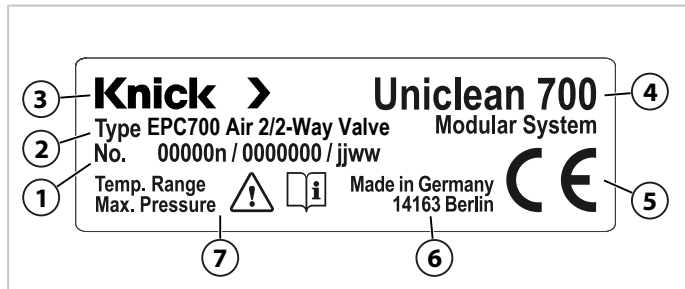 Knick >
Uniclean 700
Modular System
Type EPC700 Air 2/2-Way Valve
No. 00000n / 0000000 / jjww
Temp. Range
Max. Pressure
i
Made in Germany
14163 Berlin
CE
3
2
1
7
6
5
4